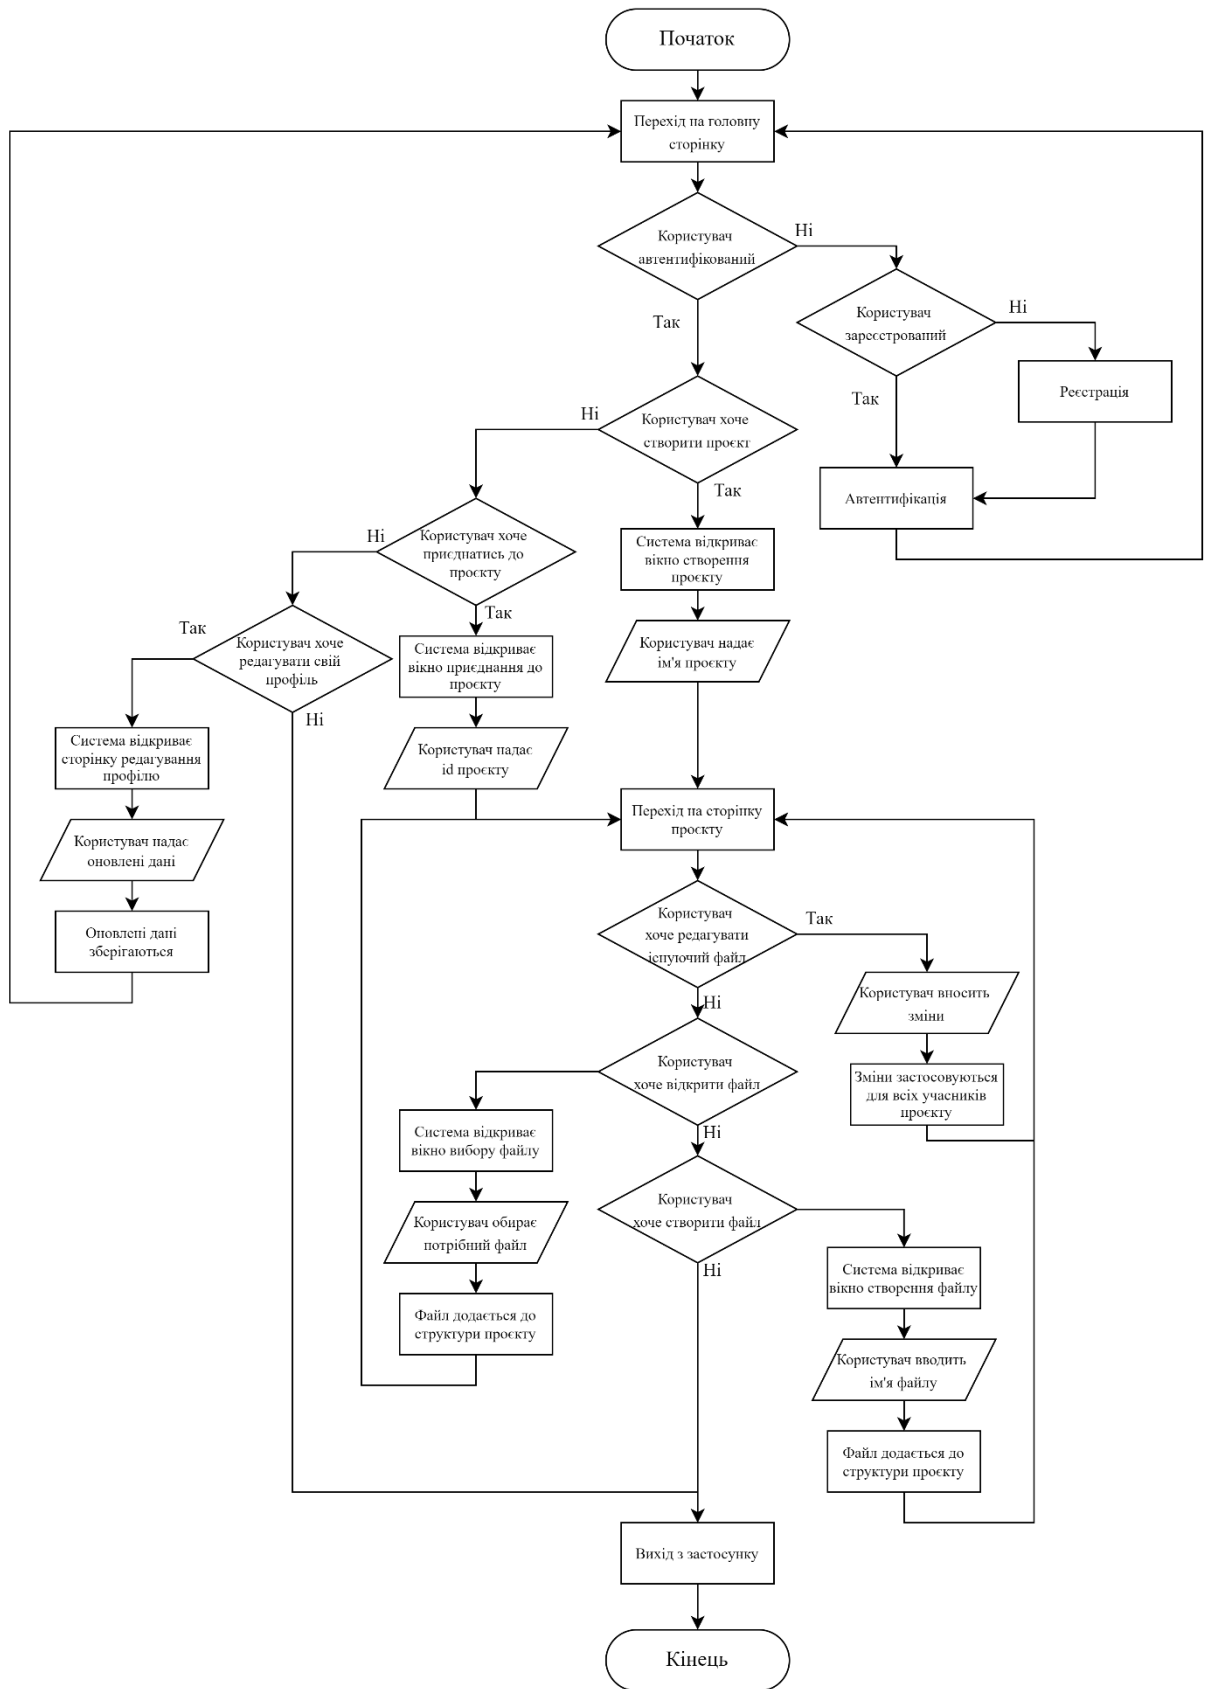 Початок
Перехід на головну
сторінку
Користувач
автентифікований
Ні
Користувач
зареєстрований
Ні
Так
Реєстрація
Так
Автентифікація
Користувач хоче
створити проєкт
Ні
Так
Користувач хоче
приєднатись до
проєкту
Ні
Система відкриває
вікно створення
проєкту
Так
Користувач хоче
редагувати свій
профіль
Так
Ні
Система відкриває
вікно приєднання до
проєкту
Користувач надає
ім'я проєкту
Система відкриває
сторінку редагування
профілю
Користувач надає
id проєкту
Користувач надає
оновлені дані
Оновлені дані
зберігаються
Перехід на сторінку
проєкту
Користувач
хоче редагувати
існуючий файл
Так
Ні
Користувач вносить
зміни
Зміни застосовуються
для всіх учасників
проєкту
Користувач
хоче відкрити файл
Ні
Система відкриває
вікно вибору файлу
Користувач обирає
потрібний файл
Файл додається до
структури проєкту
Користувач
хоче створити файл
Ні
Система відкриває
вікно створення файлу
Користувач вводить
ім'я файлу
Файл додається до
структури проєкту
Вихід з застосунку
Кінець